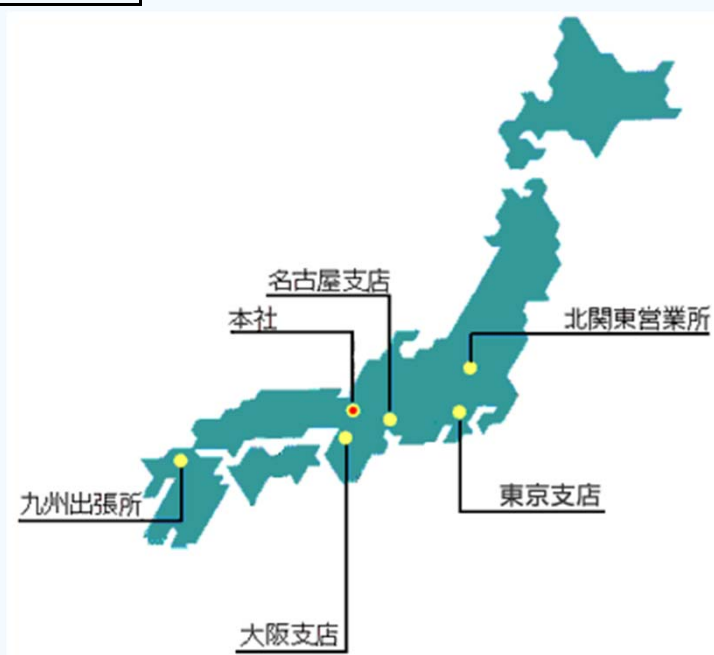 名古屋支店
本社
北関東営業所
九州出張所
東京支店
大阪支店